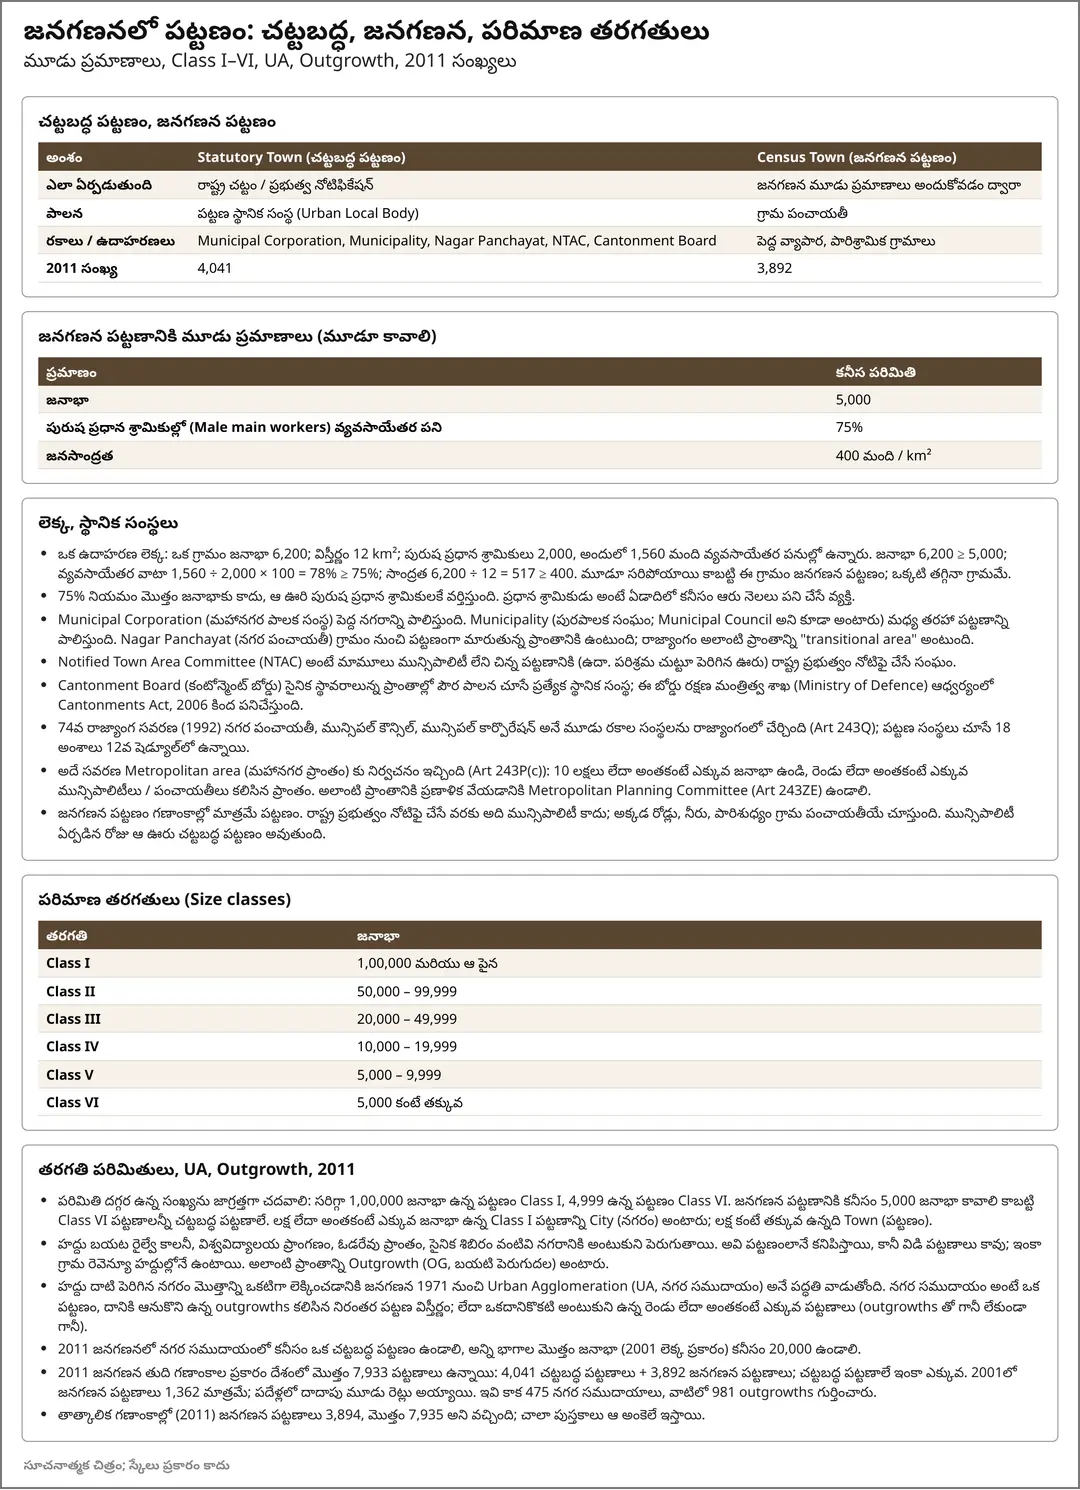 జనగణనలో పట్టణం: చట్టబద్ధ, జనగణన, పరిమాణ తరగతులు
మూడు ప్రమాణాలు, Class I–VI, UA, Outgrowth, 2011 సంఖ్యలు
చట్టబద్ధ పట్టణం, జనగణన పట్టణం
అంశం Statutory Town (చట్టబద్ధ పట్టణం) Census Town (జనగణన పట్టణం)
ఎలా ఏర్పడుతుంది రాష్ట్ర చట్టం / ప్రభుత్వ నోటిఫికేషన్ జనగణన మూడు ప్రమాణాలు అందుకోవడం ద్వారా
పాలన పట్టణ స్థానిక సంస్థ (Urban Local Body) గ్రామ పంచాయతీ
రకాలు / ఉదాహరణలు Municipal Corporation, Municipality, Nagar Panchayat, NTAC, Cantonment Board పెద్ద వ్యాపార, పారిశ్రామిక గ్రామాలు
2011 సంఖ్య 4,041 3,892
జనగణన పట్టణానికి మూడు ప్రమాణాలు (మూడూ కావాలి)
ప్రమాణం కనీస పరిమితి
జనాభా 5,000
పురుష ప్రధాన శ్రామికుల్లో (Male main workers) వ్యవసాయేతర పని 75%
జనసాంద్రత 400 మంది / km²
లెక్క, స్థానిక సంస్థలు
• ఒక ఉదాహరణ లెక్క: ఒక గ్రామం జనాభా 6,200; విస్తీర్ణం 12 km²; పురుష ప్రధాన శ్రామికులు 2,000, అందులో 1,560 మంది వ్యవసాయేతర పనుల్లో ఉన్నారు. జనాభా 6,200 ≥ 5,000;
వ్యవసాయేతర వాటా 1,560 ÷ 2,000 × 100 = 78% ≥ 75%; సాంద్రత 6,200 ÷ 12 = 517 ≥ 400. మూడూ సరిపోయాయి కాబట్టి ఈ గ్రామం జనగణన పట్టణం; ఒక్కటి తగ్గినా గ్రామమే.
• 75% నియమం మొత్తం జనాభాకు కాదు, ఆ ఊరి పురుష ప్రధాన శ్రామికులకే వర్తిస్తుంది. ప్రధాన శ్రామికుడు అంటే ఏడాదిలో కనీసం ఆరు నెలలు పని చేసే వ్యక్తి.
• Municipal Corporation (మహానగర పాలక సంస్థ) పెద్ద నగరాన్ని పాలిస్తుంది. Municipality (పురపాలక సంఘం; Municipal Council అని కూడా అంటారు) మధ్య తరహా పట్టణాన్ని
పాలిస్తుంది. Nagar Panchayat (నగర పంచాయతీ) గ్రామం నుంచి పట్టణంగా మారుతున్న ప్రాంతానికి ఉంటుంది; రాజ్యాంగం అలాంటి ప్రాంతాన్ని "transitional area" అంటుంది.
• Notified Town Area Committee (NTAC) అంటే మామూలు మున్సిపాలిటీ లేని చిన్న పట్టణానికి (ఉదా. పరిశ్రమ చుట్టూ పెరిగిన ఊరు) రాష్ట్ర ప్రభుత్వం నోటిఫై చేసే సంఘం.
• Cantonment Board (కంటోన్మెంట్ బోర్డు) సైనిక స్థావరాలున్న ప్రాంతాల్లో పౌర పాలన చూసే ప్రత్యేక స్థానిక సంస్థ; ఈ బోర్డు రక్షణ మంత్రిత్వ శాఖ (Ministry of Defence) ఆధ్వర్యంలో
Cantonments Act, 2006 కింద పనిచేస్తుంది.
• 74వ రాజ్యాంగ సవరణ (1992) నగర పంచాయతీ, మున్సిపల్ కౌన్సిల్, మున్సిపల్ కార్పొరేషన్ అనే మూడు రకాల సంస్థలను రాజ్యాంగంలో చేర్చింది (Art 243Q); పట్టణ సంస్థలు చూసే 18
అంశాలు 12వ షెడ్యూల్‌లో ఉన్నాయి.
• అదే సవరణ Metropolitan area (మహానగర ప్రాంతం) కు నిర్వచనం ఇచ్చింది (Art 243P(c)): 10 లక్షలు లేదా అంతకంటే ఎక్కువ జనాభా ఉండి, రెండు లేదా అంతకంటే ఎక్కువ
మున్సిపాలిటీలు / పంచాయతీలు కలిసిన ప్రాంతం. అలాంటి ప్రాంతానికి ప్రణాళిక వేయడానికి Metropolitan Planning Committee (Art 243ZE) ఉండాలి.
• జనగణన పట్టణం గణాంకాల్లో మాత్రమే పట్టణం. రాష్ట్ర ప్రభుత్వం నోటిఫై చేసే వరకు అది మున్సిపాలిటీ కాదు; అక్కడ రోడ్లు, నీరు, పారిశుధ్యం గ్రామ పంచాయతీయే చూస్తుంది. మున్సిపాలిటీ
ఏర్పడిన రోజు ఆ ఊరు చట్టబద్ధ పట్టణం అవుతుంది.
పరిమాణ తరగతులు (Size classes)
తరగతి జనాభా
Class I 1,00,000 మరియు ఆ పైన
Class II 50,000 – 99,999
Class III 20,000 – 49,999
Class IV 10,000 – 19,999
Class V 5,000 – 9,999
Class VI 5,000 కంటే తక్కువ
తరగతి పరిమితులు, UA, Outgrowth, 2011
• పరిమితి దగ్గర ఉన్న సంఖ్యను జాగ్రత్తగా చదవాలి: సరిగ్గా 1,00,000 జనాభా ఉన్న పట్టణం Class I, 4,999 ఉన్న పట్టణం Class VI. జనగణన పట్టణానికి కనీసం 5,000 జనాభా కావాలి కాబట్టి
Class VI పట్టణాలన్నీ చట్టబద్ధ పట్టణాలే. లక్ష లేదా అంతకంటే ఎక్కువ జనాభా ఉన్న Class I పట్టణాన్ని City (నగరం) అంటారు; లక్ష కంటే తక్కువ ఉన్నది Town (పట్టణం).
• హద్దు బయట రైల్వే కాలనీ, విశ్వవిద్యాలయ ప్రాంగణం, ఓడరేవు ప్రాంతం, సైనిక శిబిరం వంటివి నగరానికి అంటుకుని పెరుగుతాయి. అవి పట్టణంలానే కనిపిస్తాయి, కానీ విడి పట్టణాలు కావు; ఇంకా
గ్రామ రెవెన్యూ హద్దుల్లోనే ఉంటాయి. అలాంటి ప్రాంతాన్ని Outgrowth (OG, బయటి పెరుగుదల) అంటారు.
• హద్దు దాటి పెరిగిన నగరం మొత్తాన్ని ఒకటిగా లెక్కించడానికి జనగణన 1971 నుంచి Urban Agglomeration (UA, నగర సముదాయం) అనే పద్ధతి వాడుతోంది. నగర సముదాయం అంటే ఒక
పట్టణం, దానికి ఆనుకొని ఉన్న outgrowths కలిసిన నిరంతర పట్టణ విస్తీర్ణం; లేదా ఒకదానికొకటి అంటుకుని ఉన్న రెండు లేదా అంతకంటే ఎక్కువ పట్టణాలు (outgrowths తో గానీ లేకుండా
గానీ).
• 2011 జనగణనలో నగర సముదాయంలో కనీసం ఒక చట్టబద్ధ పట్టణం ఉండాలి, అన్ని భాగాల మొత్తం జనాభా (2001 లెక్క ప్రకారం) కనీసం 20,000 ఉండాలి.
• 2011 జనగణన తుది గణాంకాల ప్రకారం దేశంలో మొత్తం 7,933 పట్టణాలు ఉన్నాయి: 4,041 చట్టబద్ధ పట్టణాలు + 3,892 జనగణన పట్టణాలు; చట్టబద్ధ పట్టణాలే ఇంకా ఎక్కువ. 2001లో
జనగణన పట్టణాలు 1,362 మాత్రమే; పదేళ్లలో దాదాపు మూడు రెట్లు అయ్యాయి. ఇవి కాక 475 నగర సముదాయాలు, వాటిలో 981 outgrowths గుర్తించారు.
• తాత్కాలిక గణాంకాల్లో (2011) జనగణన పట్టణాలు 3,894, మొత్తం 7,935 అని వచ్చింది; చాలా పుస్తకాలు ఆ అంకెలే ఇస్తాయి.
సూచనాత్మక చిత్రం; స్కేలు ప్రకారం కాదు